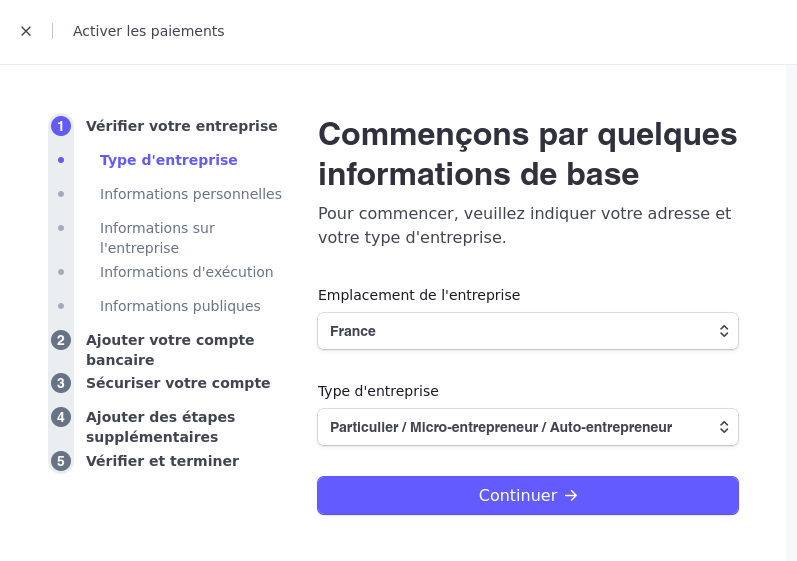 Activer les paiements
1 Vérifier votre entreprise
Type d'entreprise
Informations personnelles
Informations sur
l'entreprise
Informations d'exécution
Informations publiques
2 Ajouter votre compte
bancaire
3 Sécuriser votre compte
4 Ajouter des étapes
supplémentaires
5 Vérifier et terminer
Commençons par quelques
informations de base
Pour commencer, veuillez indiquer votre adresse et
votre type d'entreprise.
Emplacement de l'entreprise
France
Type d'entreprise
Particulier / Micro-entrepreneur / Auto-entrepreneur
Continuer →